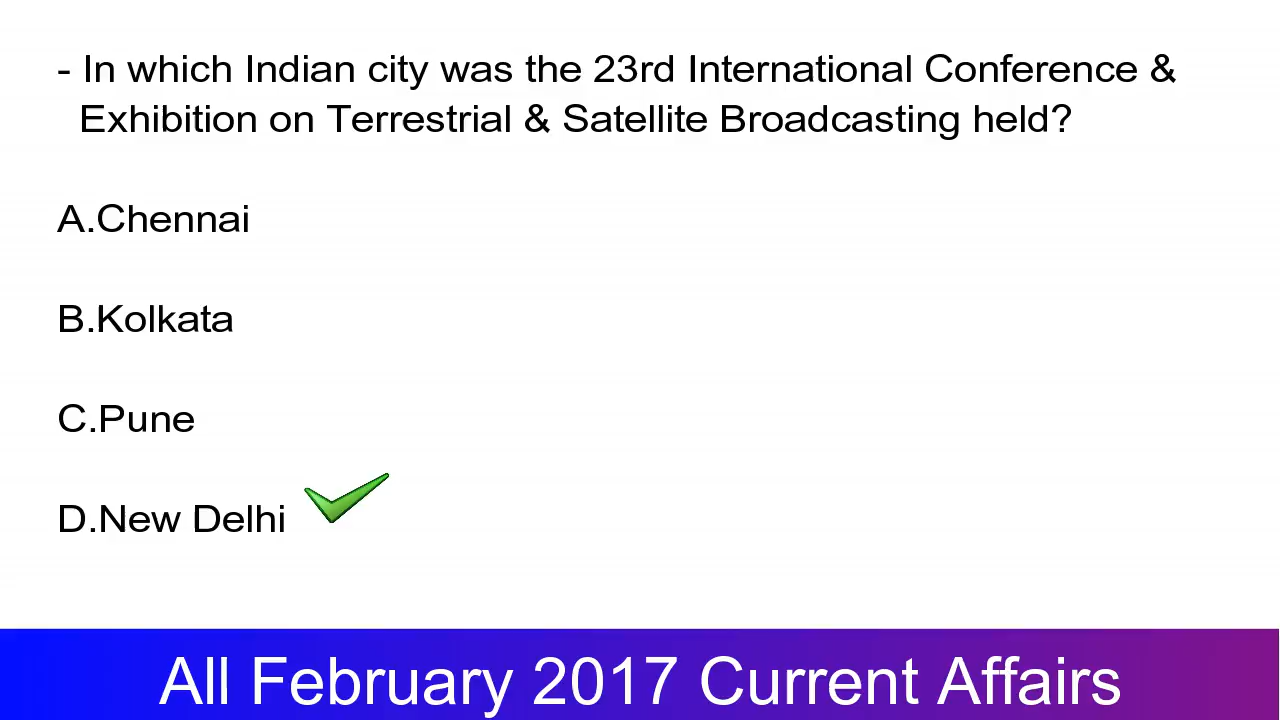 - In which Indian city was the 23rd International Conference &
Exhibition on Terrestrial & Satellite Broadcasting held?
A.Chennai
B.Kolkata
C.Pune
D.New Delhi
All February 2017 Current Affairs